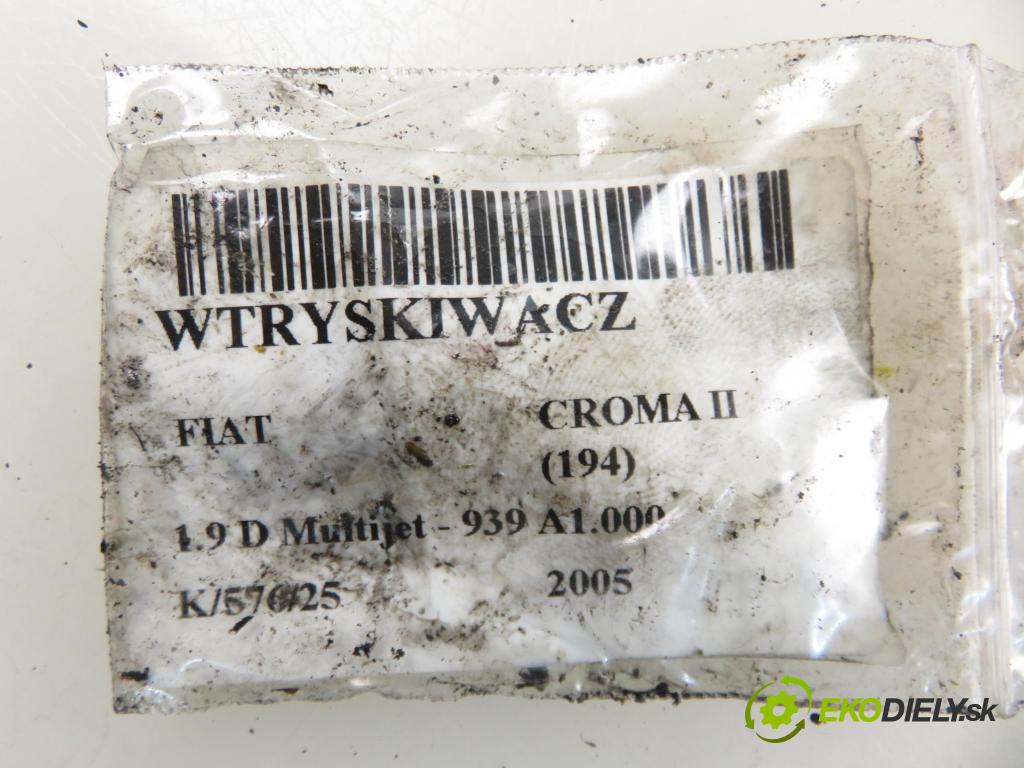 WTRYSKIWACZ
FIAT
CROMA II
(194)
1.9 D Multijet - 939 A1.000
K/576/25
2005
EKODIELY.sk